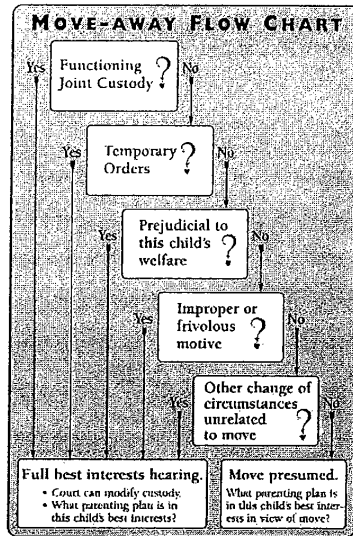 MOVE-AWAY FLOW CHART
Yes
Functioning
Joint Custody
?
No
Yes
Temporary
Orders
?
No
Yes
Prejudicial to
this child's
welfare
?
No
Yes
Improper or
frivolous
motive
?
No
Yes
Other change of
circumstances
unrelated
to move
?
No
Full best interests hearing.
• Court can modify custody.
• What parenting plan is in
this child's best interests?
Move presumed.
What parenting plan is
in this child's best inter-
ests in view of move?